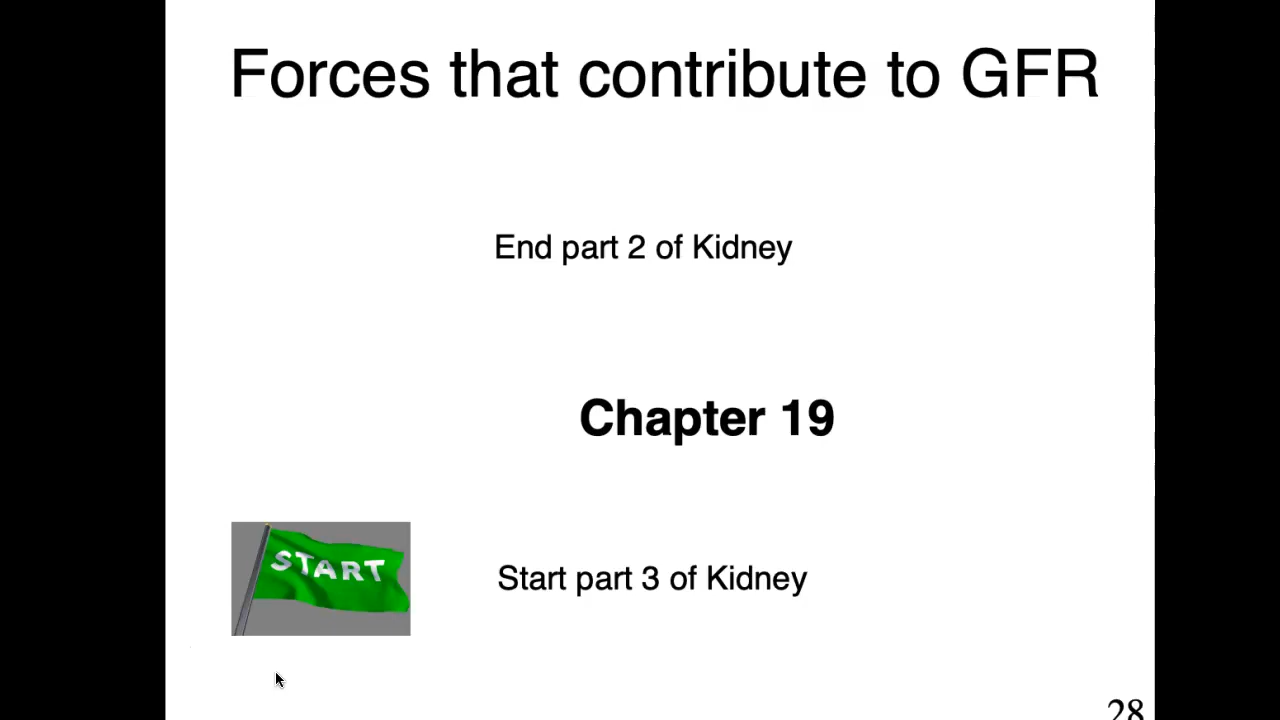 Forces that contribute to GFR
End part 2 of Kidney
Chapter 19
START
Start part 3 of Kidney
28